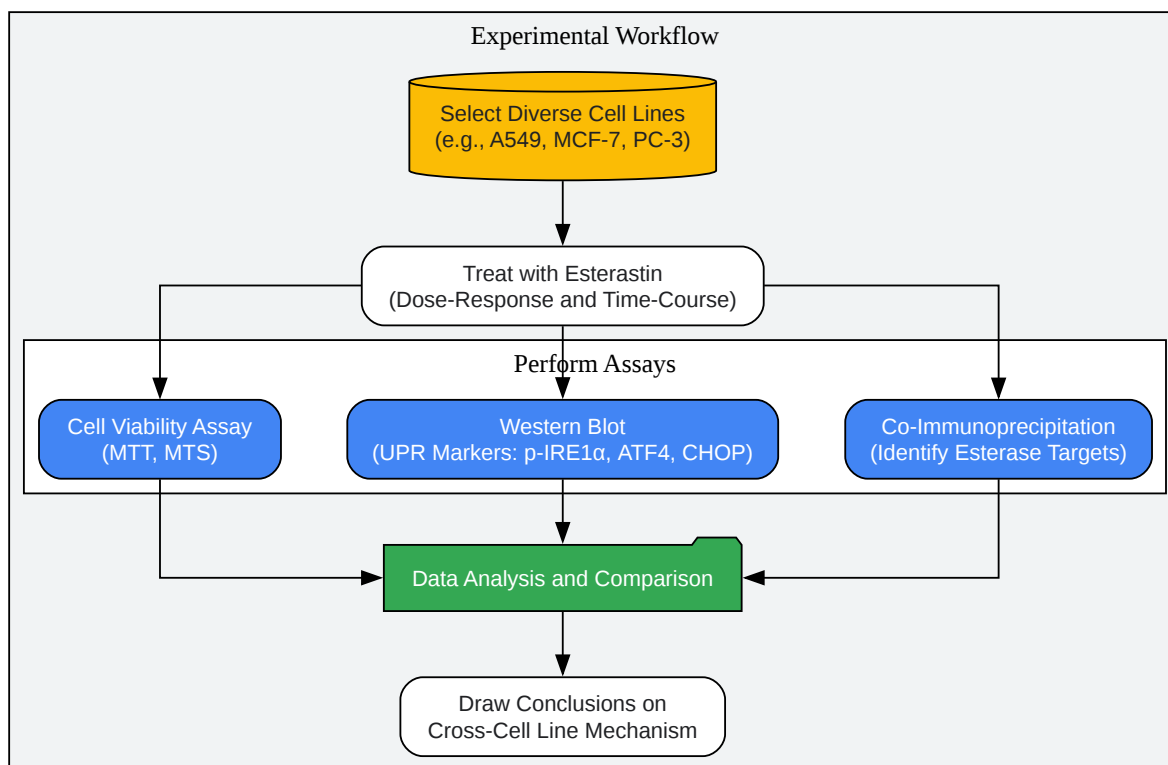 Experimental Workflow
Select Diverse Cell Lines
(e.g., A549, MCF-7, PC-3)
Treat with Esterastin
(Dose-Response and Time-Course)
Perform Assays
Cell Viability Assay
(MTT, MTS)
Western Blot
(UPR Markers: p-IRE1α, ATF4, CHOP)
Co-Immunoprecipitation
(Identify Esterase Targets)
Data Analysis and Comparison
Draw Conclusions on
Cross-Cell Line Mechanism